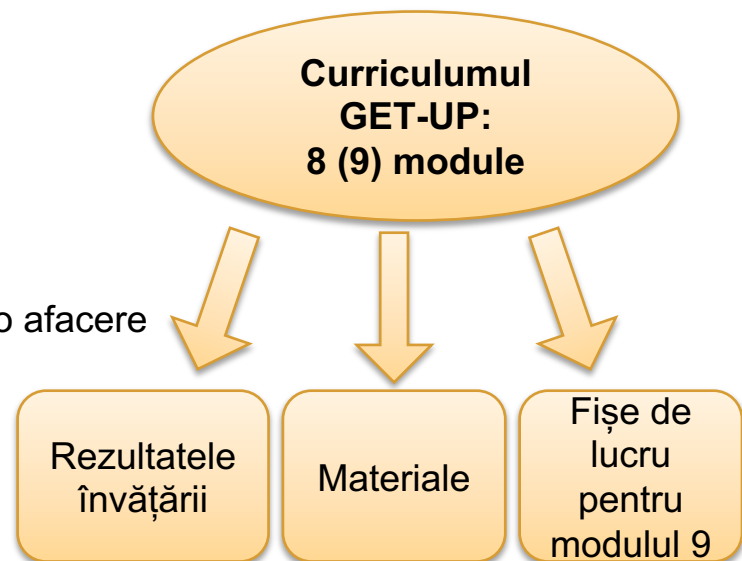 Curriculumul
GET-UP:
8 (9) module
o afacere
Rezultatele
învățării
Materiale
Fișe de
lucru
pentru
modulul 9